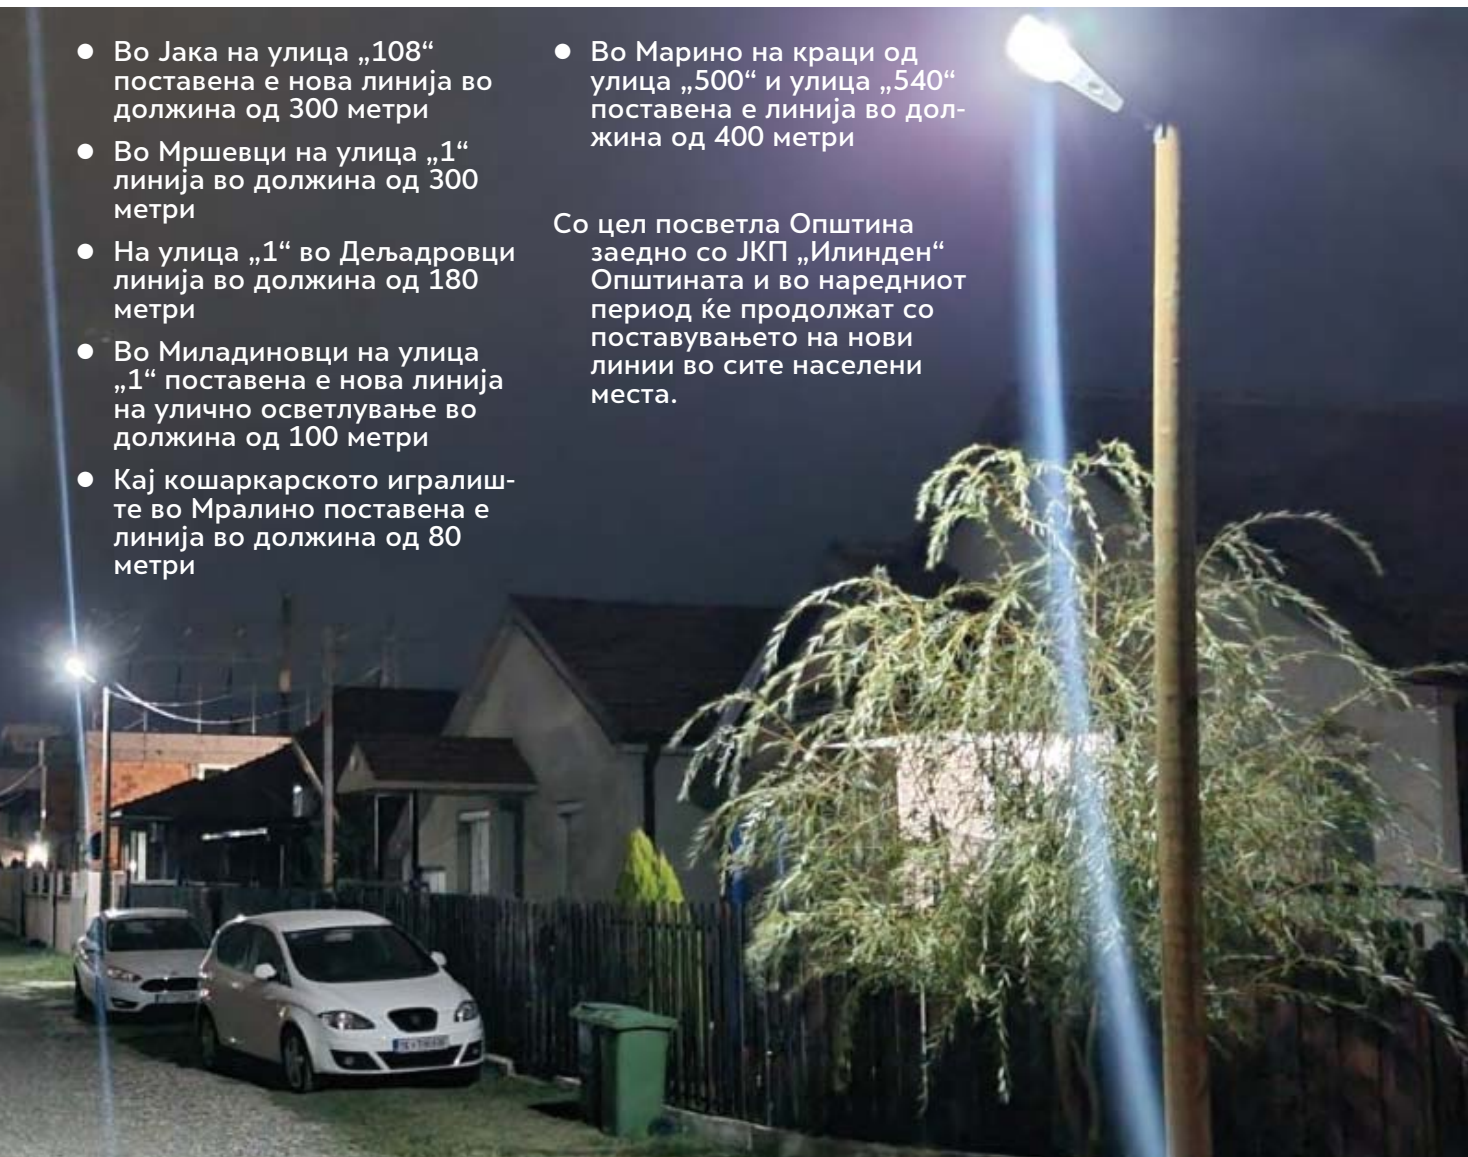 ● Во Јака на улица „108“
поставена е нова линија во
должина од 300 метри
● Во Мршевци на улица „1“
линија во должина од 300
метри
● На улица „1“ во Дељадровци
линија во должина од 180
метри
● Во Миладиновци на улица
„1“ поставена е нова линија
на улично осветлување во
должина од 100 метри
● Кај кошаркарското игралиш-
те во Мралино поставена е
линија во должина од 80
метри
● Во Марино на краци од
улица „500“ и улица „540“
поставена е линија во дол-
жина од 400 метри
Со цел посветла Општина
заедно со ЈКП „Илинден“
Општината и во наредниот
период ќе продолжат со
поставувањето на нови
линии во сите населени
места.